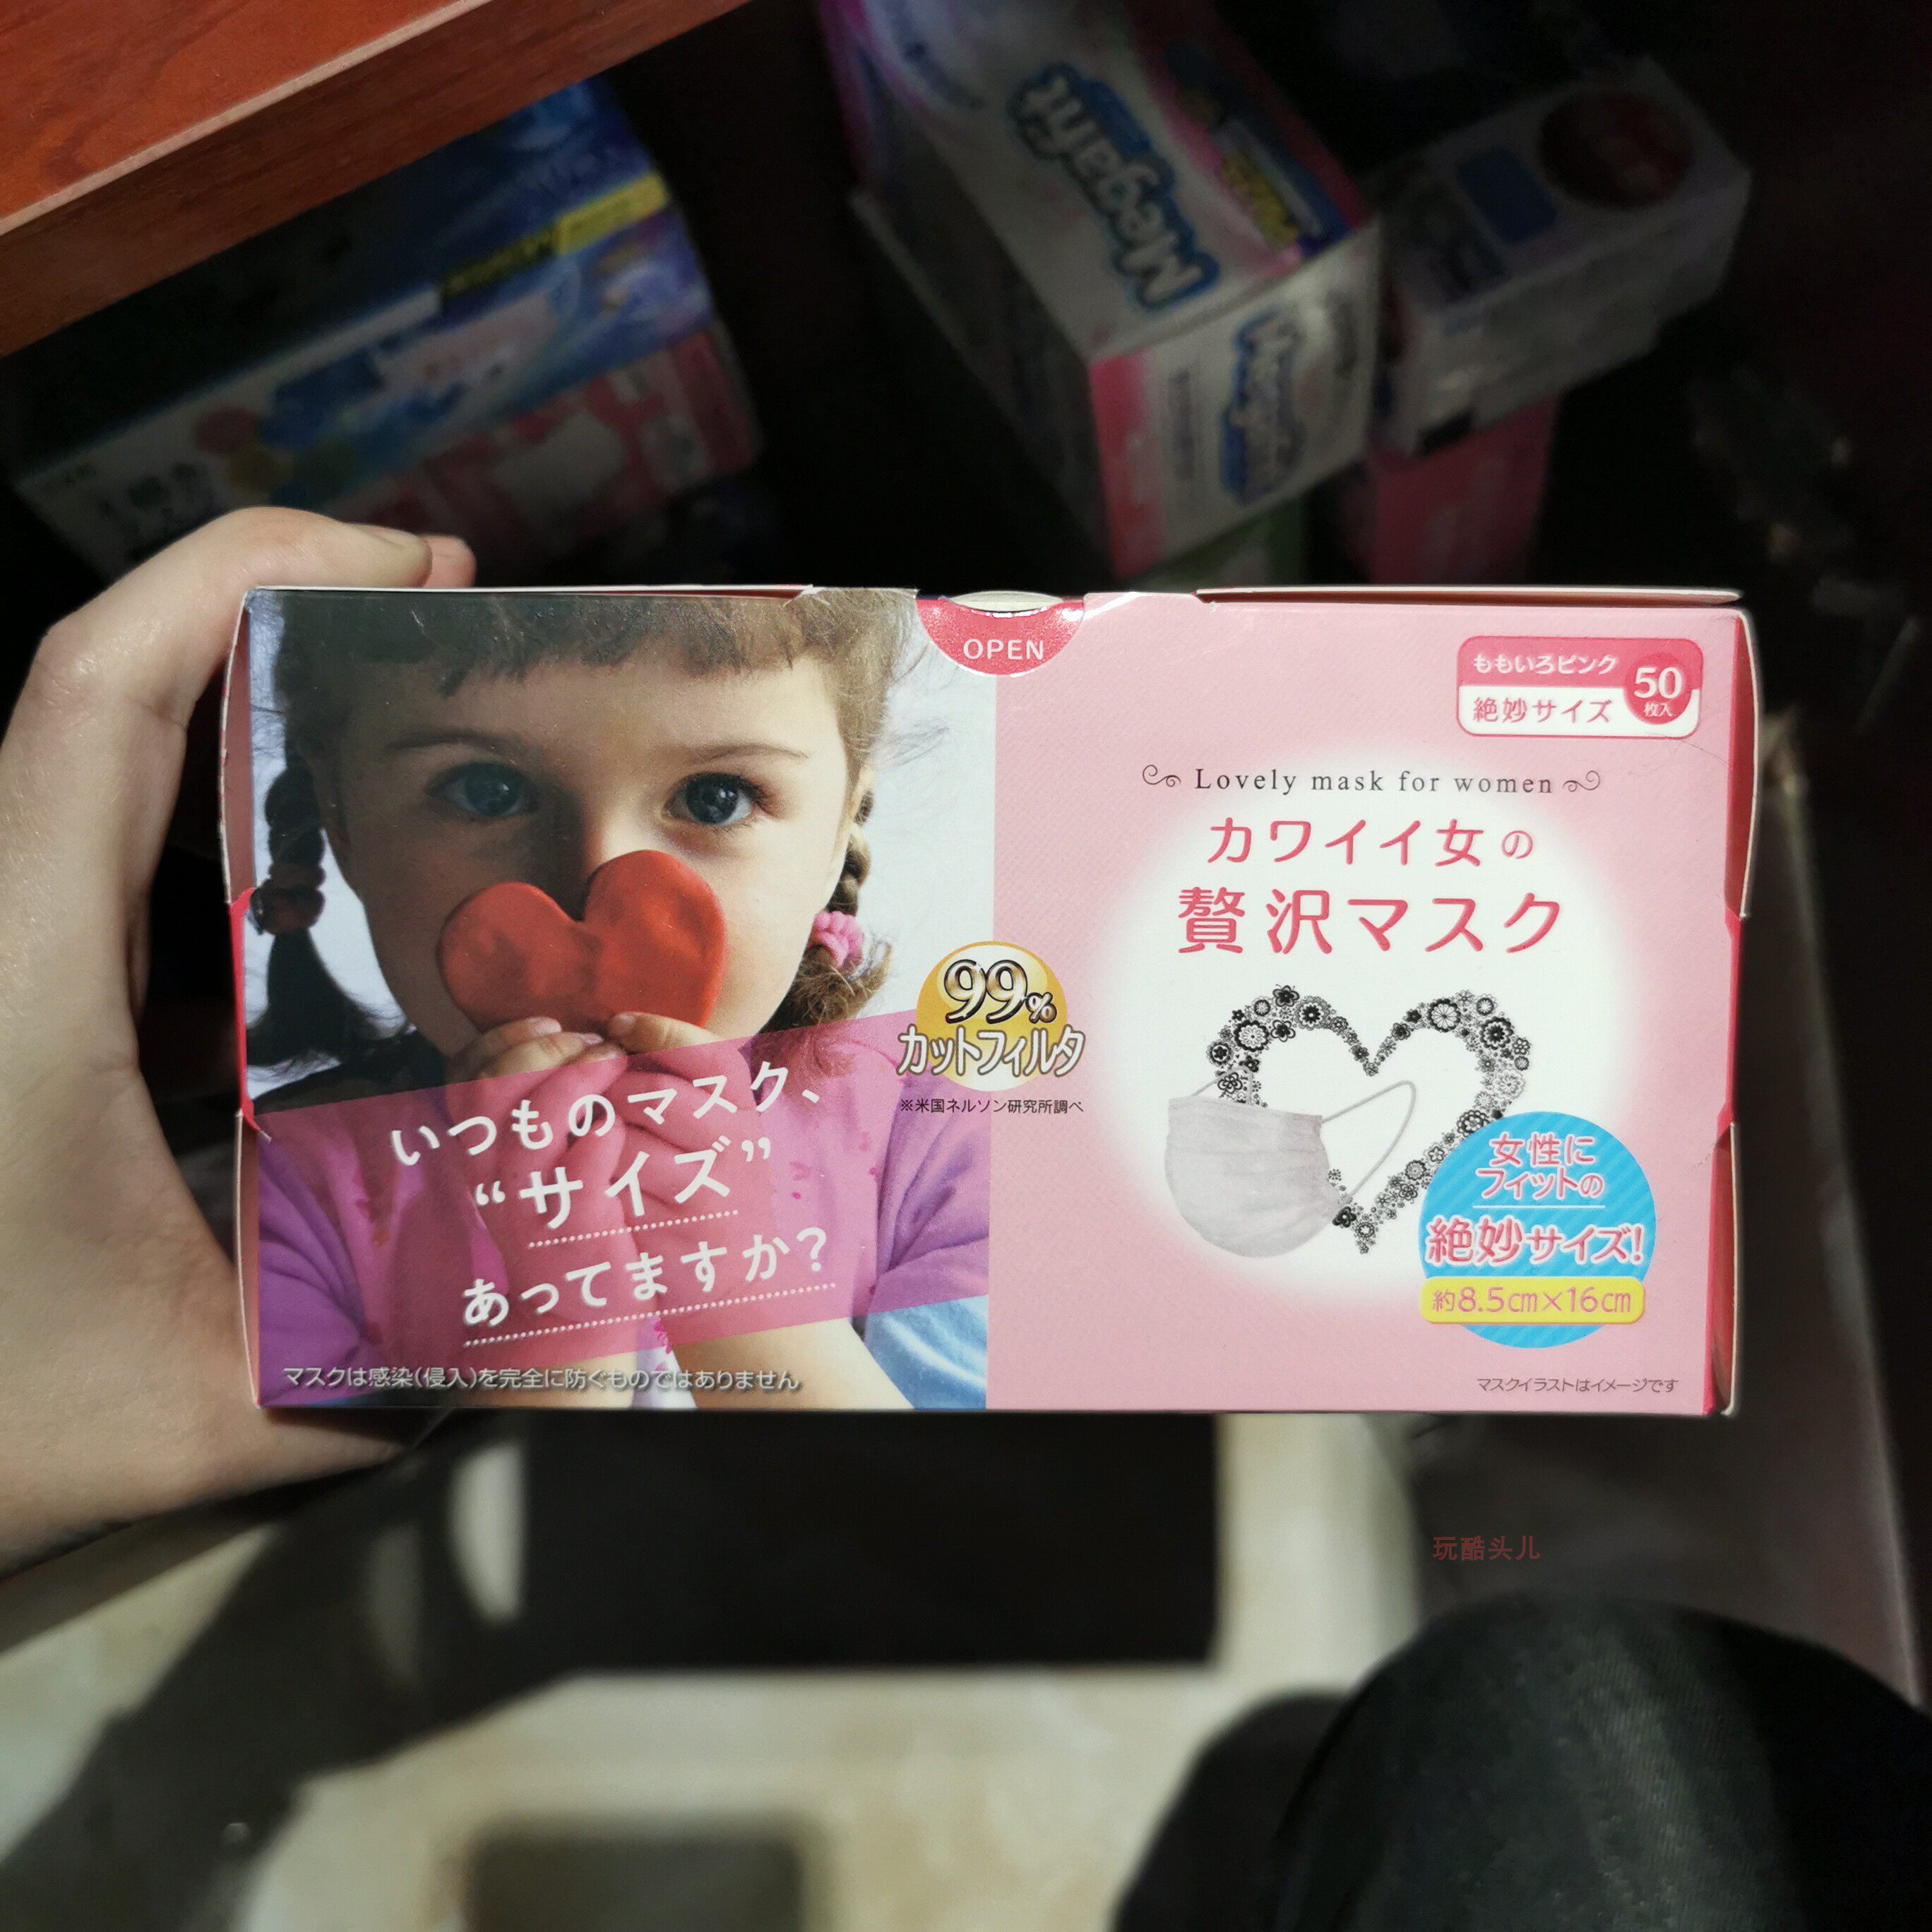 Megafit
OPEN
ももいろピンク
絶妙サイズ
50
枚入
Lovely mask for women
カワイイ女の
贅沢マスク
99%
カットフィルタ
※米国ネルソン研究所調べ
いつものマスク、
“サイズ”
あってますか?
マスクは感染(侵入)を完全に防ぐものではありません
女性に
フィットの
絶妙サイズ!
約8.5cm×16cm
マスクイラストはイメージです
玩酷头儿